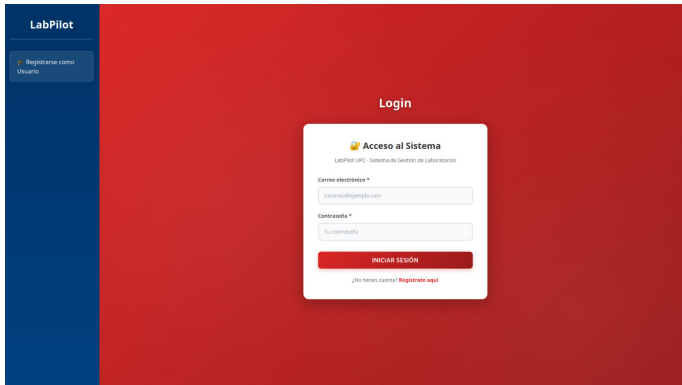 LabPilot
Registrarse como
Usuario
Login
Acceso al Sistema
LabPilot UPC - Sistema de Gestión de Laboratorios
Correo electrónico *
tucorreo@ejemplo.com
Contraseña *
Tu contraseña
INICIAR SESIÓN
¿No tienes cuenta? Regístrate aquí